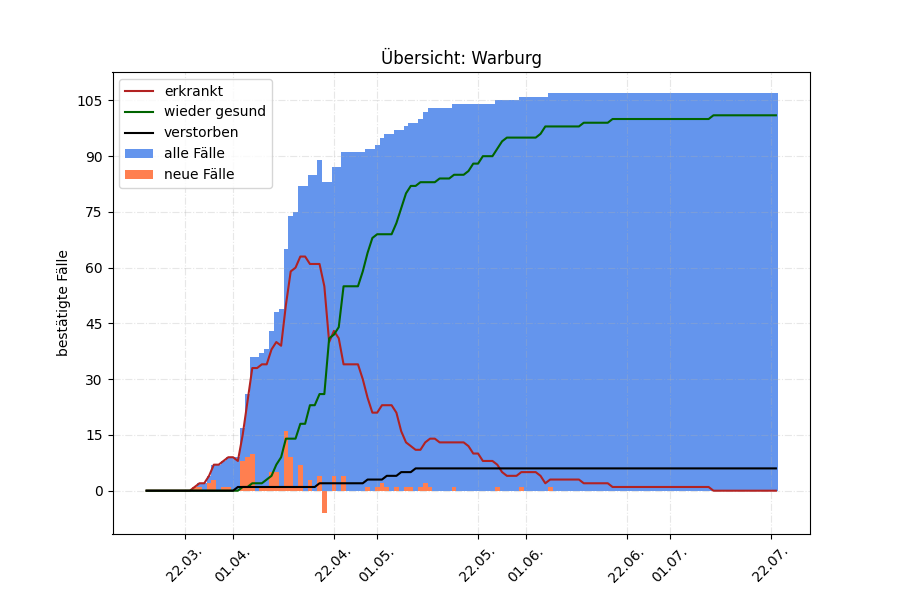 Übersicht: Warburg
erkrankt
wieder gesund
verstorben
alle Fälle
neue Fälle
bestätigte Fälle
105
90
75
60
45
30
15
0
22.03.
01.04.
22.04.
01.05.
22.05.
01.06.
22.06.
01.07.
22.07.